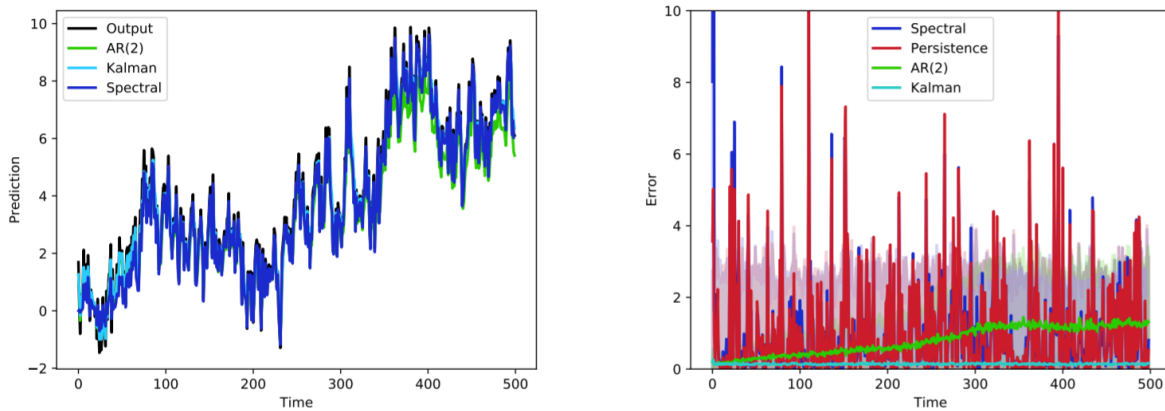 Output
AR(2)
Kalman
Spectral
Prediction
10
8
6
4
2
0
−2
0 100 200 300 400 500
Time
Spectral
Persistence
AR(2)
Kalman
Error
10
8
6
4
2
0
0 100 200 300 400 500
Time